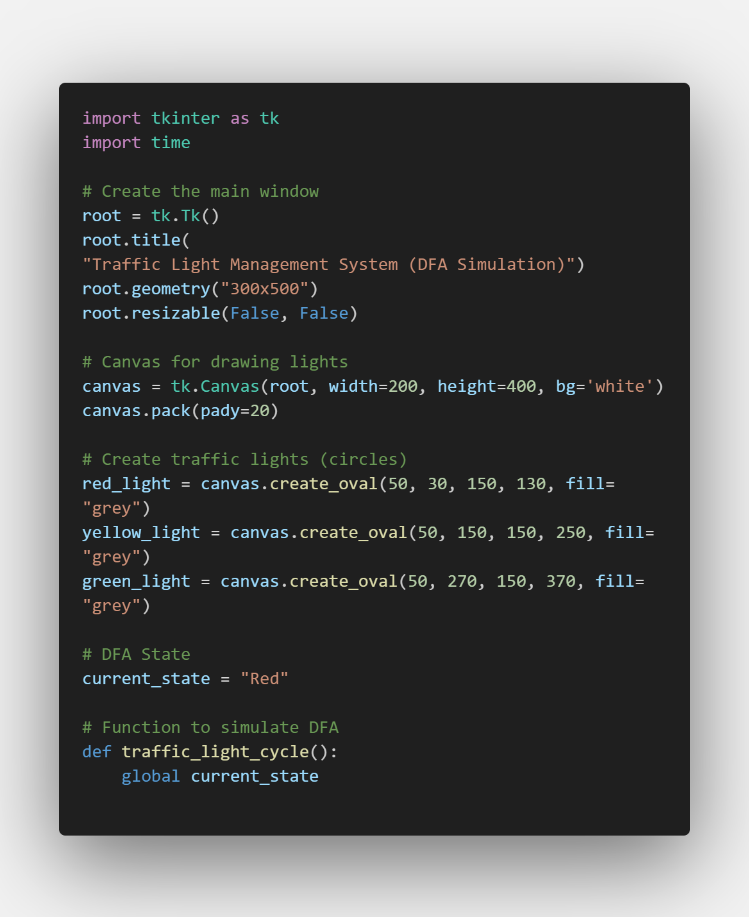 import tkinter as tk
import time
# Create the main window
root = tk.Tk()
root.title(
"Traffic Light Management System (DFA Simulation)")
root.geometry("300x500")
root.resizable(False, False)
# Canvas for drawing lights
canvas = tk.Canvas(root, width=200, height=400, bg='white')
canvas.pack(pady=20)
# Create traffic lights (circles)
red_light = canvas.create_oval(50, 30, 150, 130, fill=
"grey")
yellow_light = canvas.create_oval(50, 150, 150, 250, fill=
"grey")
green_light = canvas.create_oval(50, 270, 150, 370, fill=
"grey")
# DFA State
current_state = "Red"
# Function to simulate DFA
def traffic_light_cycle():
    global current_state